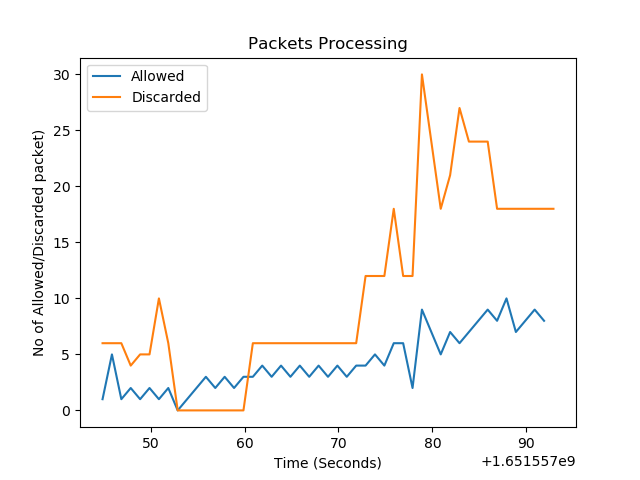 Packets Processing
Allowed
Discarded
30
25
20
15
10
5
0
No of Allowed/Discarded packet)
50 60 70 80 90
Time (Seconds)
+1.651557e9